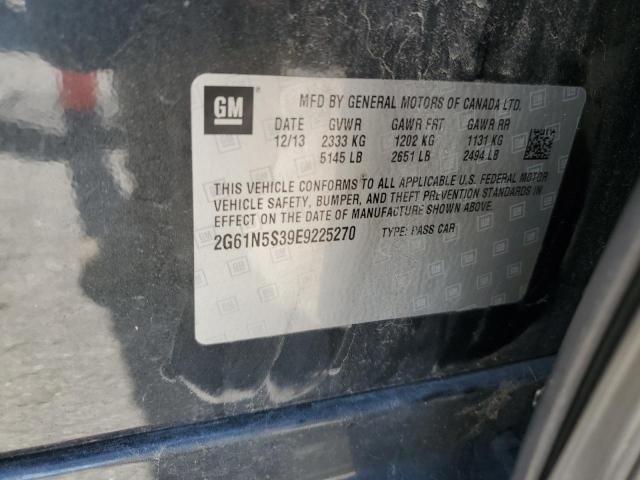 GM
MFD BY GENERAL MOTORS OF CANADA LTD.
DATE GVWR GAWR FRT GAWR RR
12/13 2333 KG 1202 KG 1131 KG
5145 LB 2651 LB 2494 LB
THIS VEHICLE CONFORMS TO ALL APPLICABLE U.S. FEDERAL MOTOR
VEHICLE SAFETY, BUMPER, AND THEFT PREVENTION STANDARDS IN
EFFECT ON THE DATE OF MANUFACTURE SHOWN ABOVE.
2G61N5S39E9225270 TYPE: PASS CAR